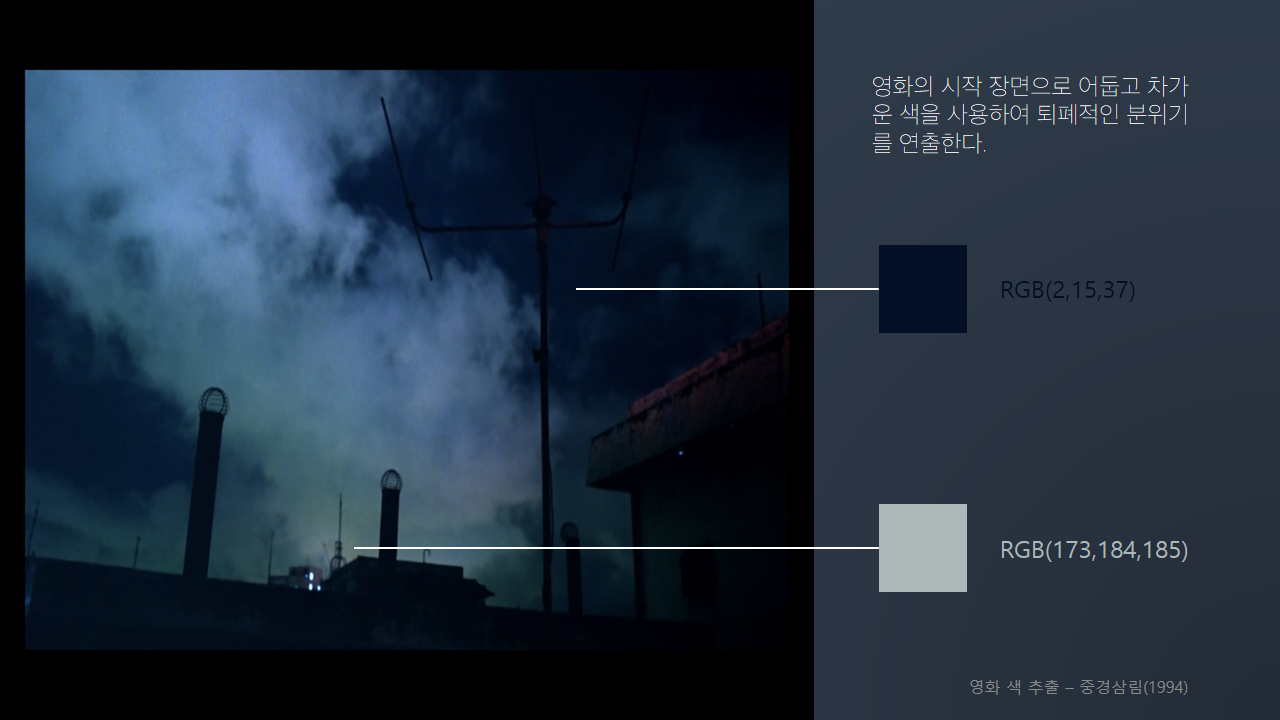 영화의 시작 장면으로 어둡고 차가
운 색을 사용하여 퇴폐적인 분위기
를 연출한다.
RGB(2,15,37)
RGB(173,184,185)
영화 색 추출 – 중경삼림(1994)